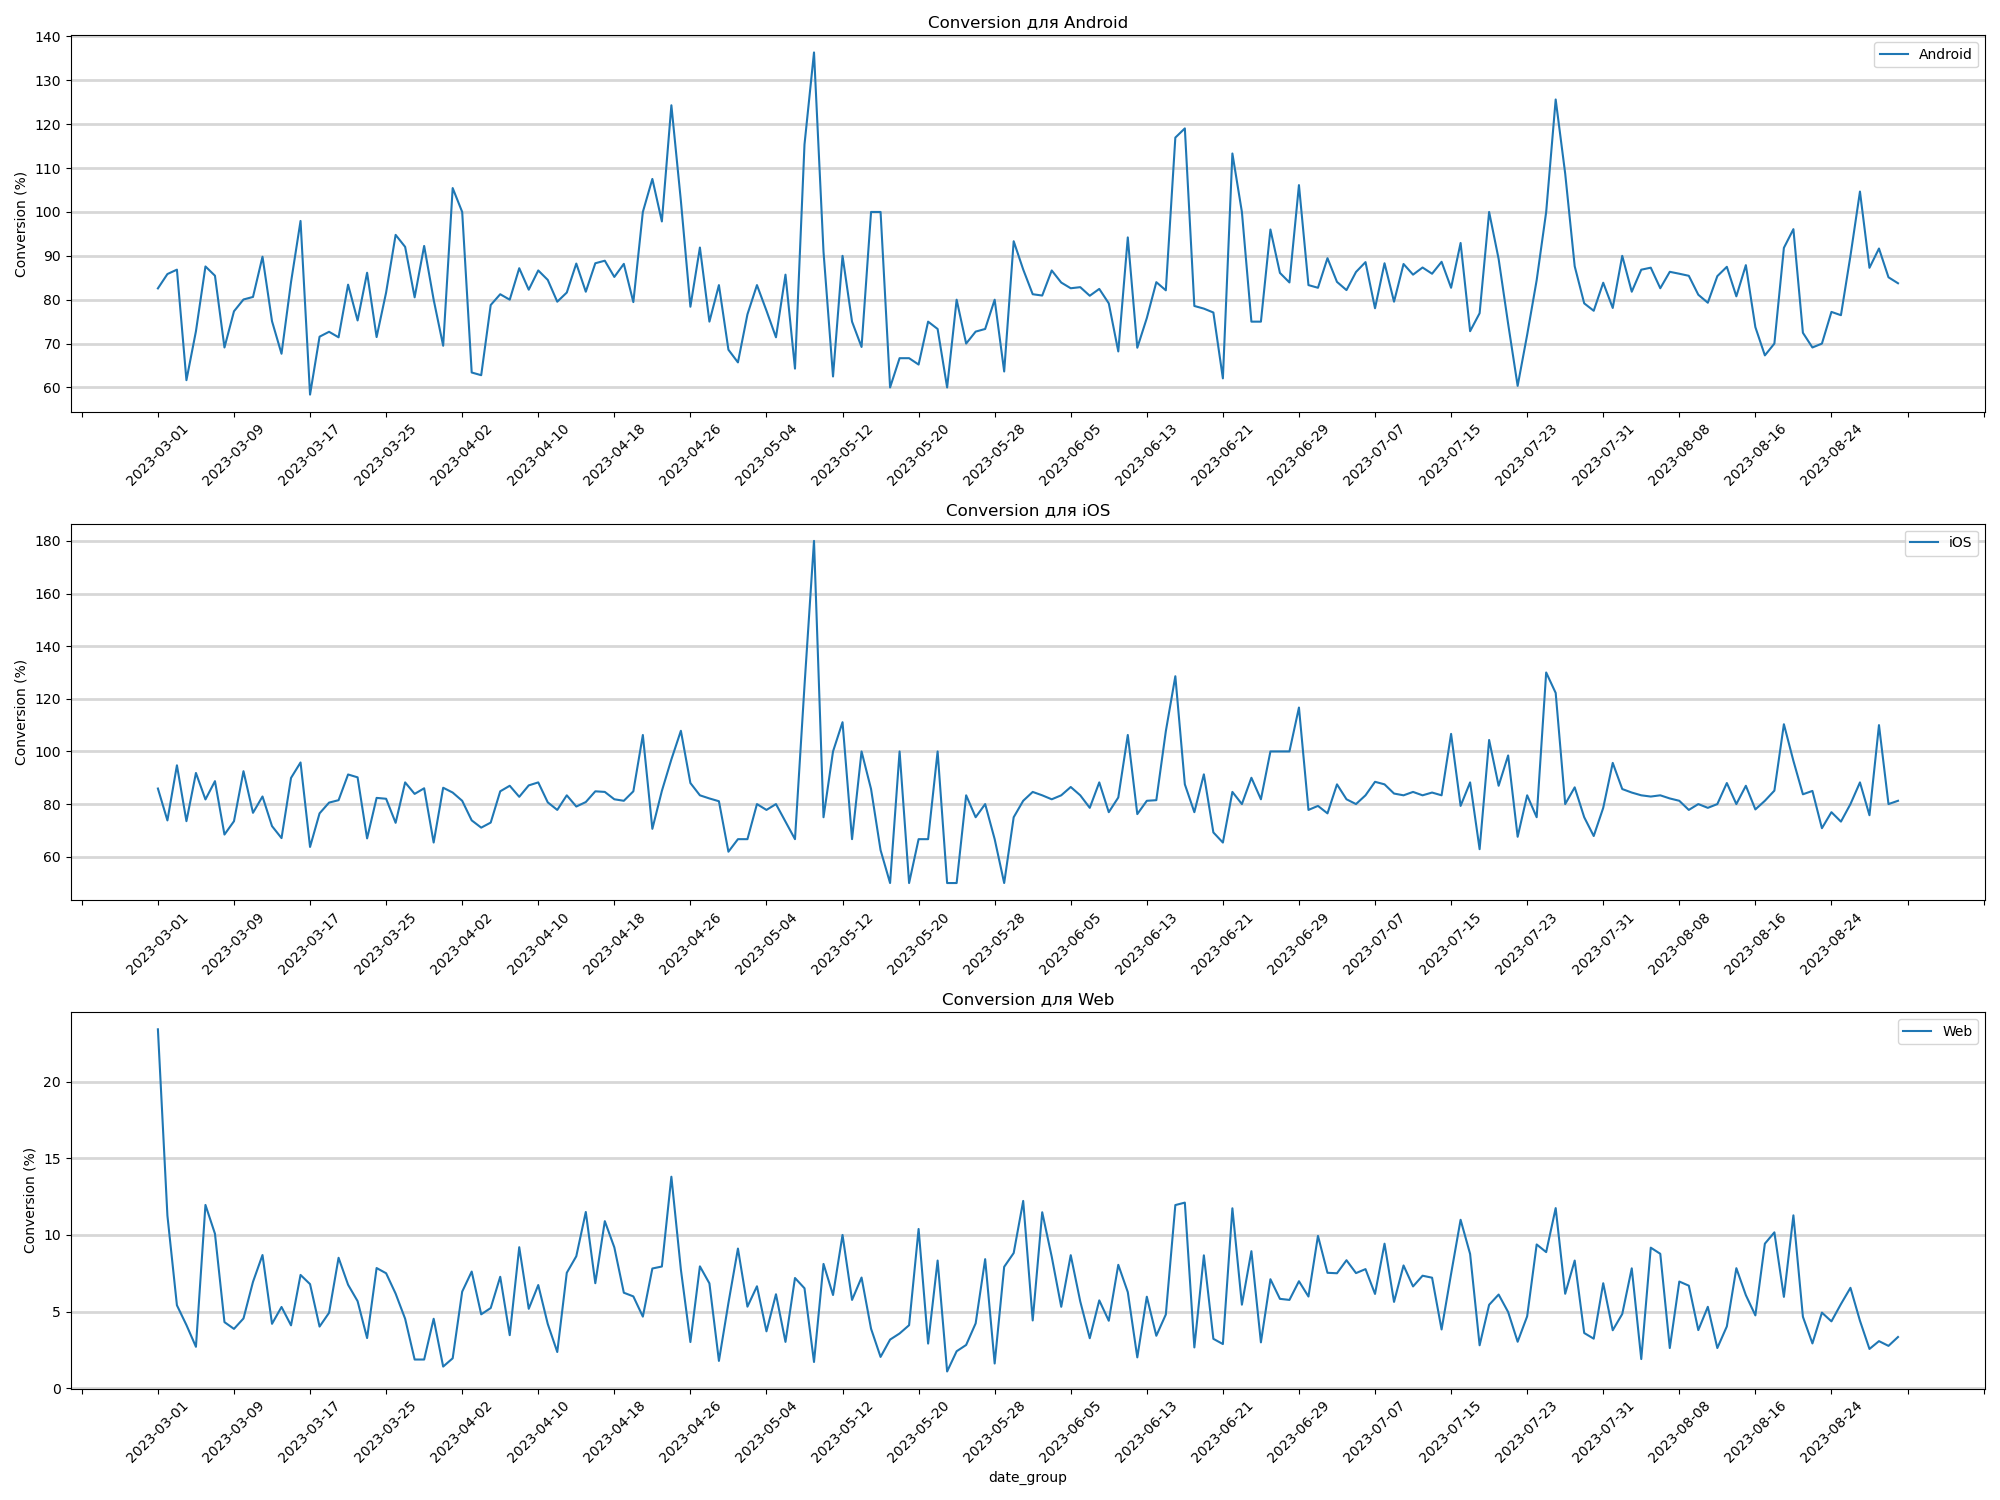 Conversion для Android
Android
Conversion (%)
140
130
120
110
100
90
80
70
60
2023-03-01 2023-03-09 2023-03-17 2023-03-25 2023-04-02 2023-04-10 2023-04-18 2023-04-26 2023-05-04 2023-05-12 2023-05-20 2023-05-28 2023-06-05 2023-06-13 2023-06-21 2023-06-29 2023-07-07 2023-07-15 2023-07-23 2023-07-31 2023-08-08 2023-08-16 2023-08-24
Conversion для iOS
iOS
Conversion (%)
180
160
140
120
100
80
60
2023-03-01 2023-03-09 2023-03-17 2023-03-25 2023-04-02 2023-04-10 2023-04-18 2023-04-26 2023-05-04 2023-05-12 2023-05-20 2023-05-28 2023-06-05 2023-06-13 2023-06-21 2023-06-29 2023-07-07 2023-07-15 2023-07-23 2023-07-31 2023-08-08 2023-08-16 2023-08-24
Conversion для Web
Web
Conversion (%)
20
15
10
5
0
2023-03-01 2023-03-09 2023-03-17 2023-03-25 2023-04-02 2023-04-10 2023-04-18 2023-04-26 2023-05-04 2023-05-12 2023-05-20 2023-05-28 2023-06-05 2023-06-13 2023-06-21 2023-06-29 2023-07-07 2023-07-15 2023-07-23 2023-07-31 2023-08-08 2023-08-16 2023-08-24
date_group